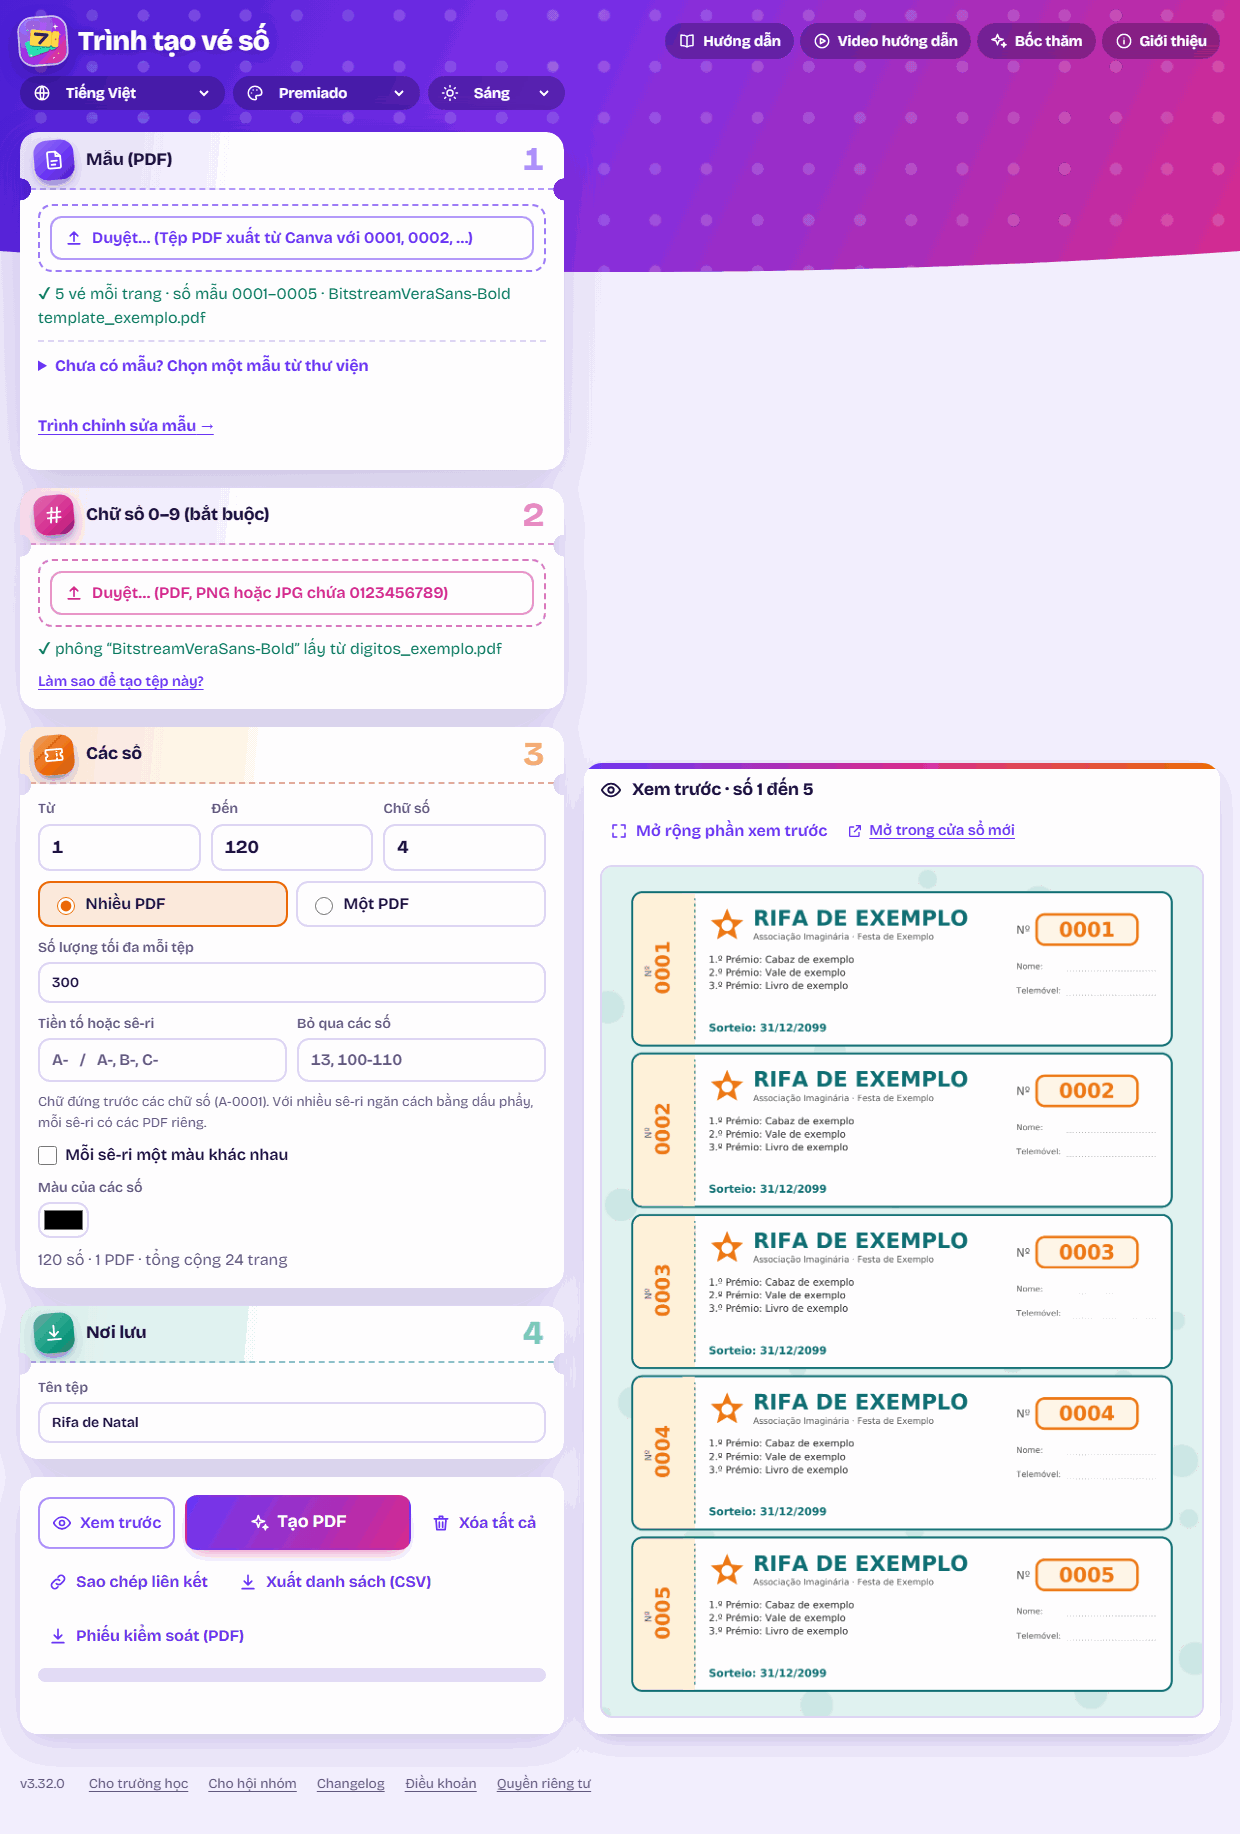 Trình tạo vé số
Hướng dẫn
Video hướng dẫn
Bốc thăm
Giới thiệu
Tiếng Việt
Premiado
Sáng
Mẫu (PDF)
1
Duyệt... (Tệp PDF xuất từ Canva với 0001, 0002, ...)
✓ 5 vé mỗi trang · số mẫu 0001–0005 · BitstreamVeraSans-Bold
template_exemplo.pdf
Chưa có mẫu? Chọn một mẫu từ thư viện
Trình chỉnh sửa mẫu →
Chữ số 0–9 (bắt buộc)
2
Duyệt... (PDF, PNG hoặc JPG chứa 0123456789)
✓ phông “BitstreamVeraSans-Bold” lấy từ digitos_exemplo.pdf
Làm sao để tạo tệp này?
Các số
3
Từ
Đến
Chữ số
1
120
4
Nhiều PDF
Một PDF
Số lượng tối đa mỗi tệp
300
Tiền tố hoặc sê-ri
Bỏ qua các số
A- / A-, B-, C-
13, 100-110
Chữ đứng trước các chữ số (A-0001). Với nhiều sê-ri ngăn cách bằng dấu phẩy,
mỗi sê-ri có các PDF riêng.
Mỗi sê-ri một màu khác nhau
Màu của các số
120 số · 1 PDF · tổng cộng 24 trang
Nơi lưu
4
Tên tệp
Rifa de Natal
Xem trước
Tạo PDF
Xóa tất cả
Sao chép liên kết
Xuất danh sách (CSV)
Phiếu kiểm soát (PDF)
Xem trước · số 1 đến 5
Mở rộng phần xem trước
Mở trong cửa sổ mới
Nº 0001
RIFA DE EXEMPLO
Associação Imaginária · Festa de Exemplo
1.º Prémio: Cabaz de exemplo
2.º Prémio: Vale de exemplo
3.º Prémio: Livro de exemplo
Sorteio: 31/12/2099
Nº 0001
Nome:
Telemóvel:
Nº 0002
RIFA DE EXEMPLO
Associação Imaginária · Festa de Exemplo
1.º Prémio: Cabaz de exemplo
2.º Prémio: Vale de exemplo
3.º Prémio: Livro de exemplo
Sorteio: 31/12/2099
Nº 0002
Nome:
Telemóvel:
Nº 0003
RIFA DE EXEMPLO
Associação Imaginária · Festa de Exemplo
1.º Prémio: Cabaz de exemplo
2.º Prémio: Vale de exemplo
3.º Prémio: Livro de exemplo
Sorteio: 31/12/2099
Nº 0003
Nome:
Telemóvel:
Nº 0004
RIFA DE EXEMPLO
Associação Imaginária · Festa de Exemplo
1.º Prémio: Cabaz de exemplo
2.º Prémio: Vale de exemplo
3.º Prémio: Livro de exemplo
Sorteio: 31/12/2099
Nº 0004
Nome:
Telemóvel:
Nº 0005
RIFA DE EXEMPLO
Associação Imaginária · Festa de Exemplo
1.º Prémio: Cabaz de exemplo
2.º Prémio: Vale de exemplo
3.º Prémio: Livro de exemplo
Sorteio: 31/12/2099
Nº 0005
Nome:
Telemóvel:
v3.32.0
Cho trường học
Cho hội nhóm
Changelog
Điều khoản
Quyền riêng tư